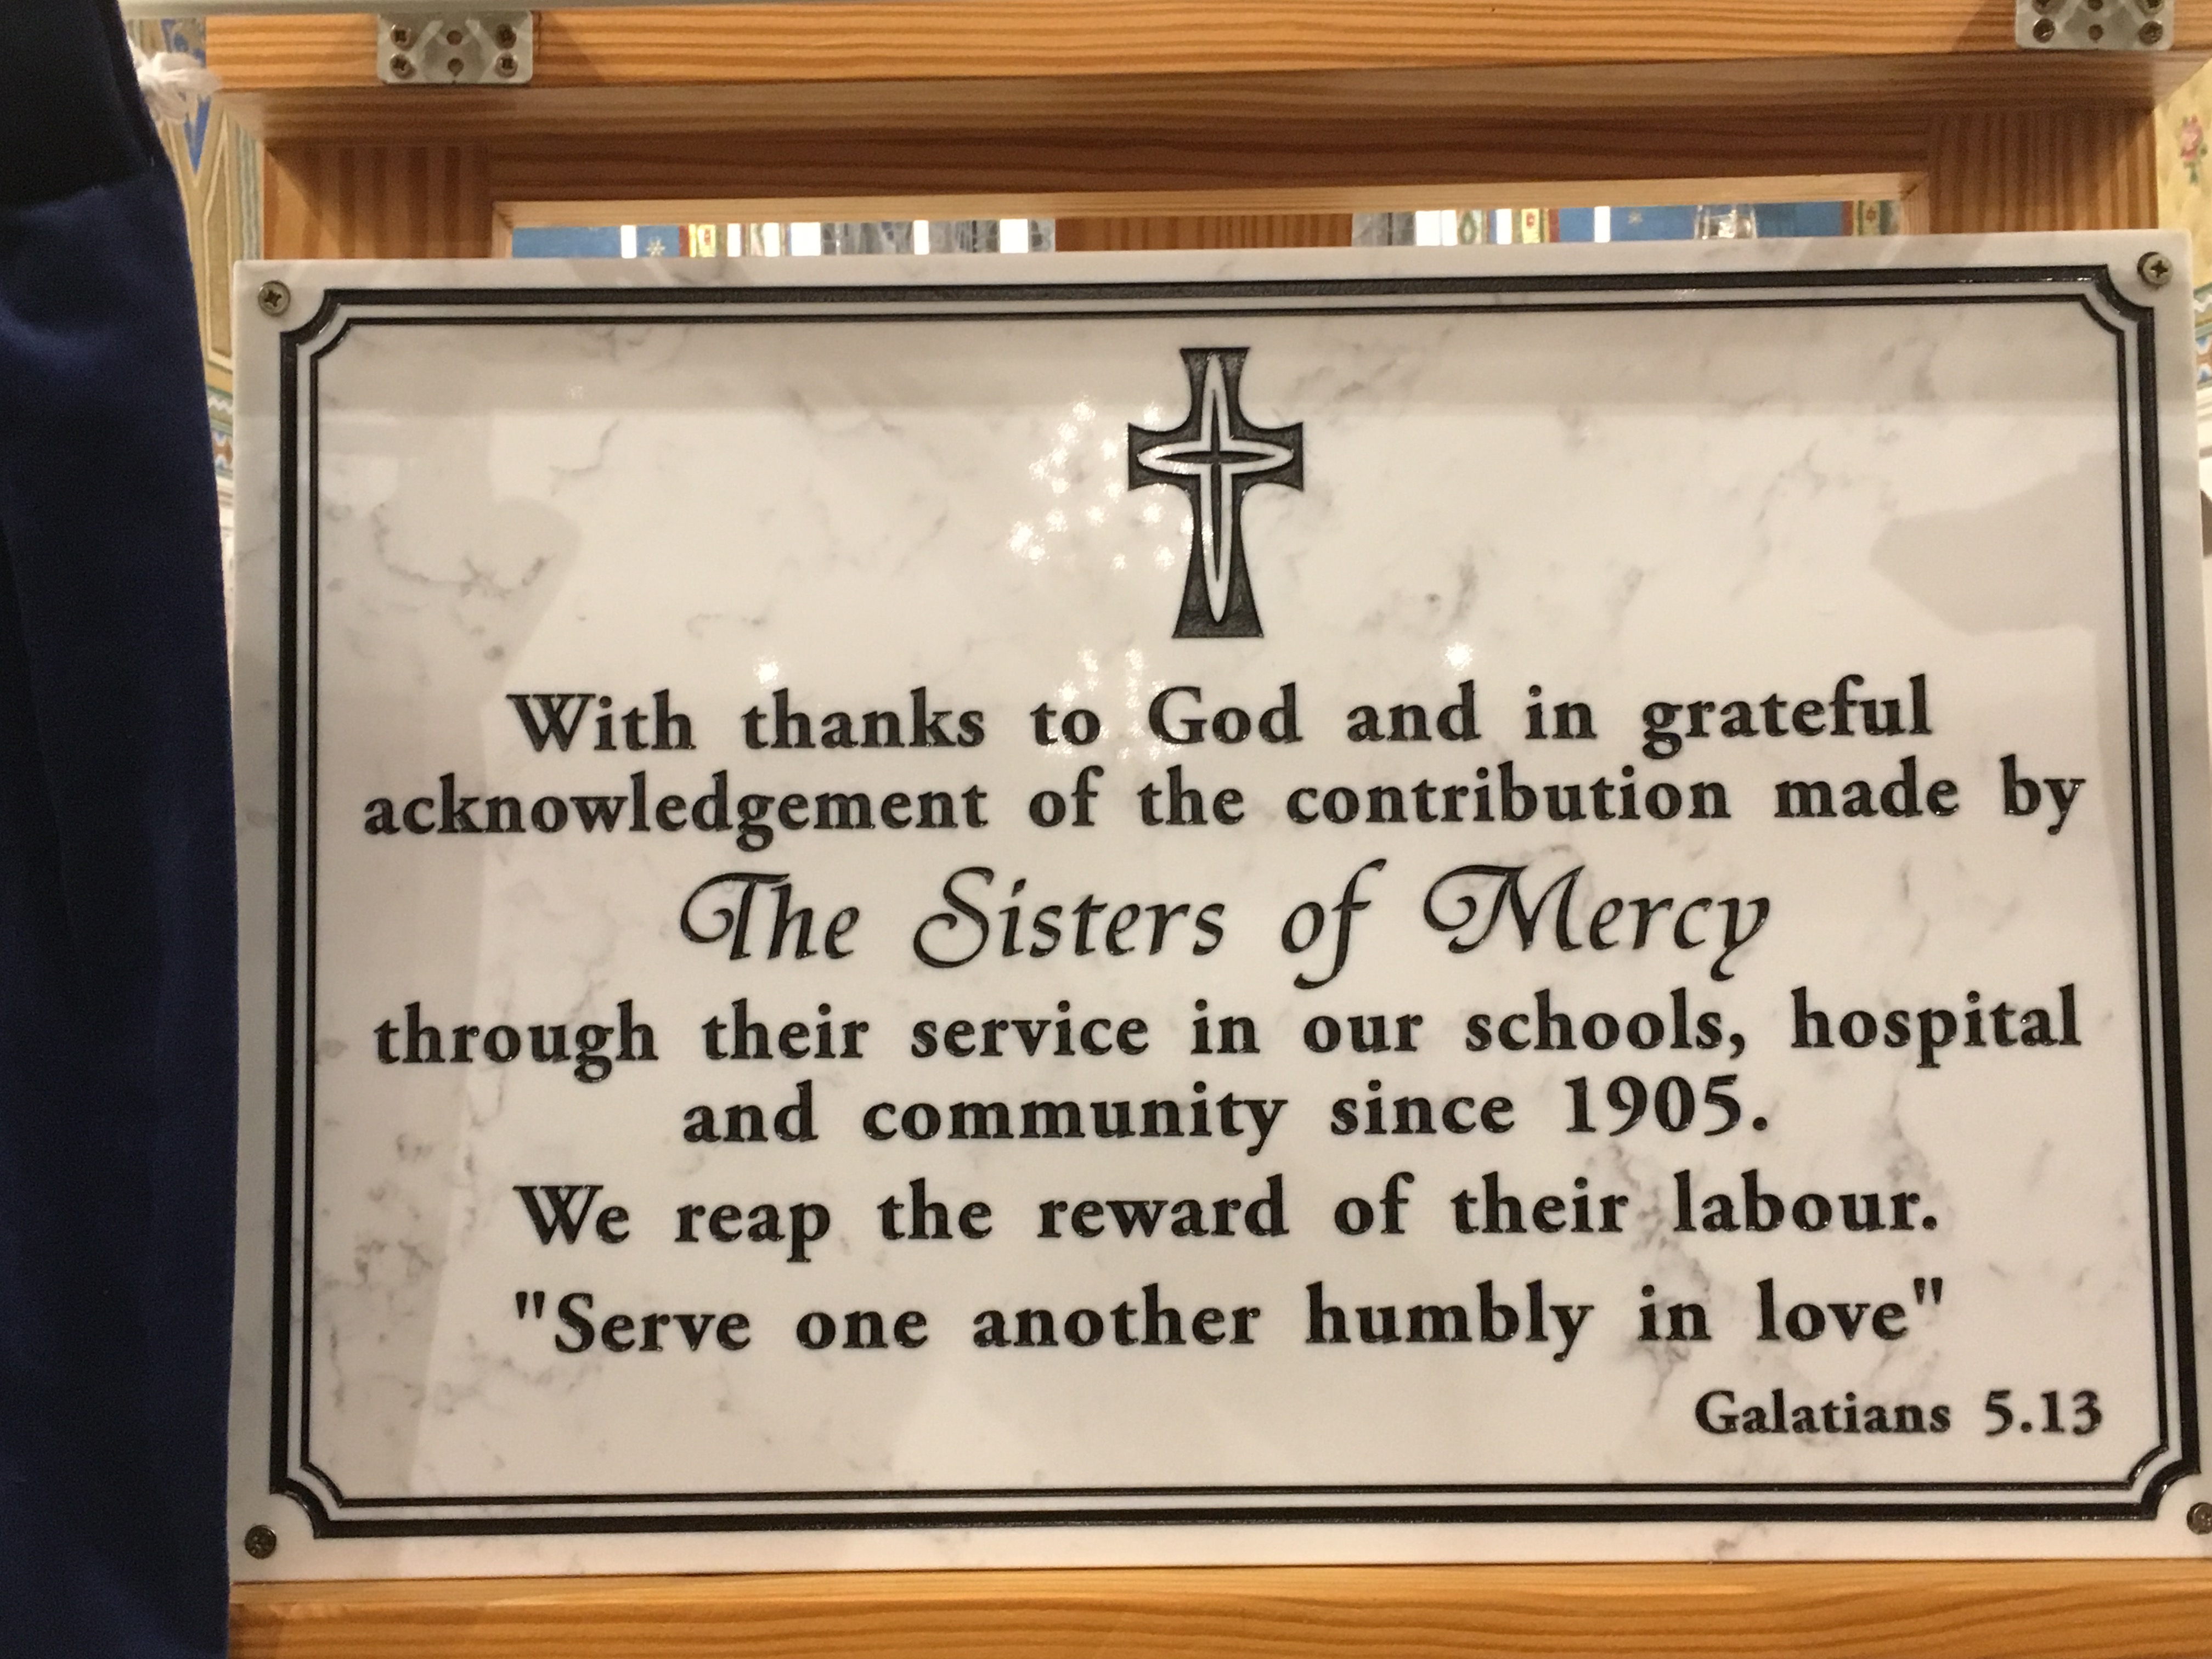 With thanks to God and in grateful
acknowledgement of the contribution made by
The Sisters of Mercy
through their service in our schools, hospital
and community since 1905.
We reap the reward of their labour.
"Serve one another humbly in love"
Galatians 5.13